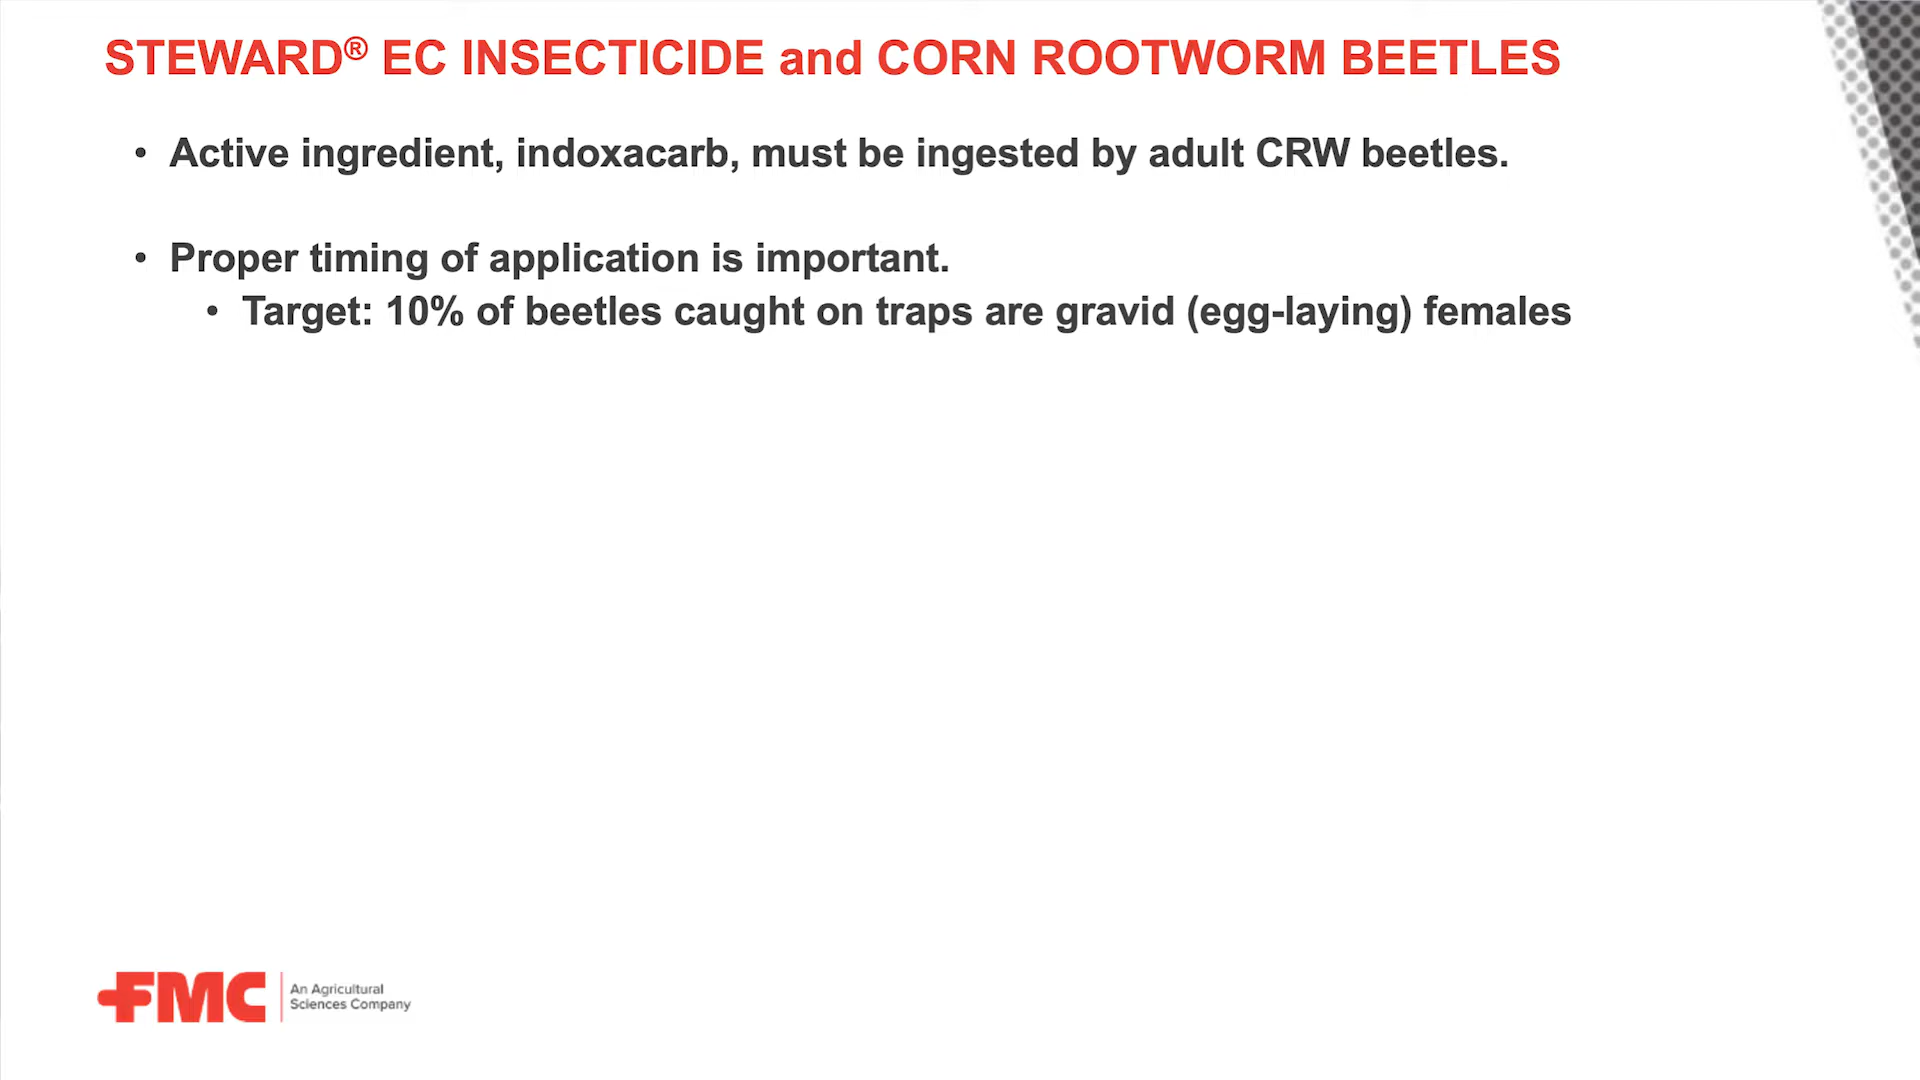 STEWARD® EC INSECTICIDE and CORN ROOTWORM BEETLES
• Active ingredient, indoxacarb, must be ingested by adult CRW beetles.
• Proper timing of application is important.
• Target: 10% of beetles caught on traps are gravid (egg-laying) females
FMC
An Agricultural
Sciences Company